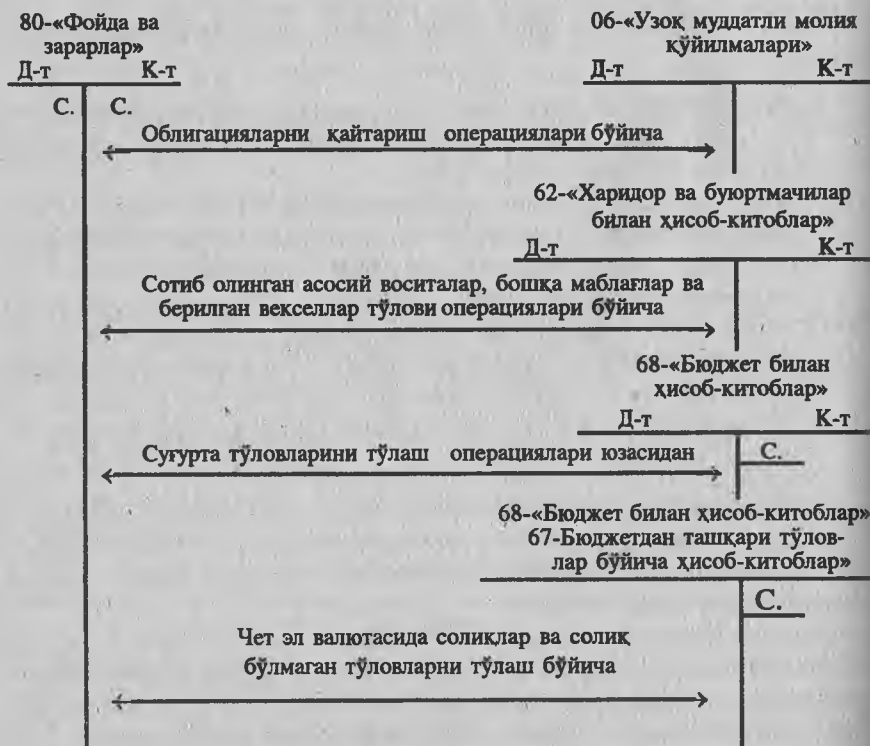 80-«Фойда ва
зарарлар»
Д-т К-т
С. С.
06-«Узоқ муддатли молия
қўйилмалари»
Д-т К-т
Облигацияларни қайтариш операциялари бўйича
62-«Харидор ва буюртмачилар
билан ҳисоб-китоблар»
Д-т К-т
Сотиб олинган асосий воситалар, бошқа маблағлар ва
берилган векселлар тўлови операциялари бўйича
68-«Бюджет билан
ҳисоб-китоблар»
Д-т К-т
С.
Суғурта тўловларини тўлаш операциялари юзасидан
68-«Бюджет билан ҳисоб-китоблар»
67-Бюджетдан ташқари тўлов-
лар бўйича ҳисоб-китоблар»
С.
Чет эл валютасида солиқлар ва солиқ
бўлмаган тўловларни тўлаш бўйича